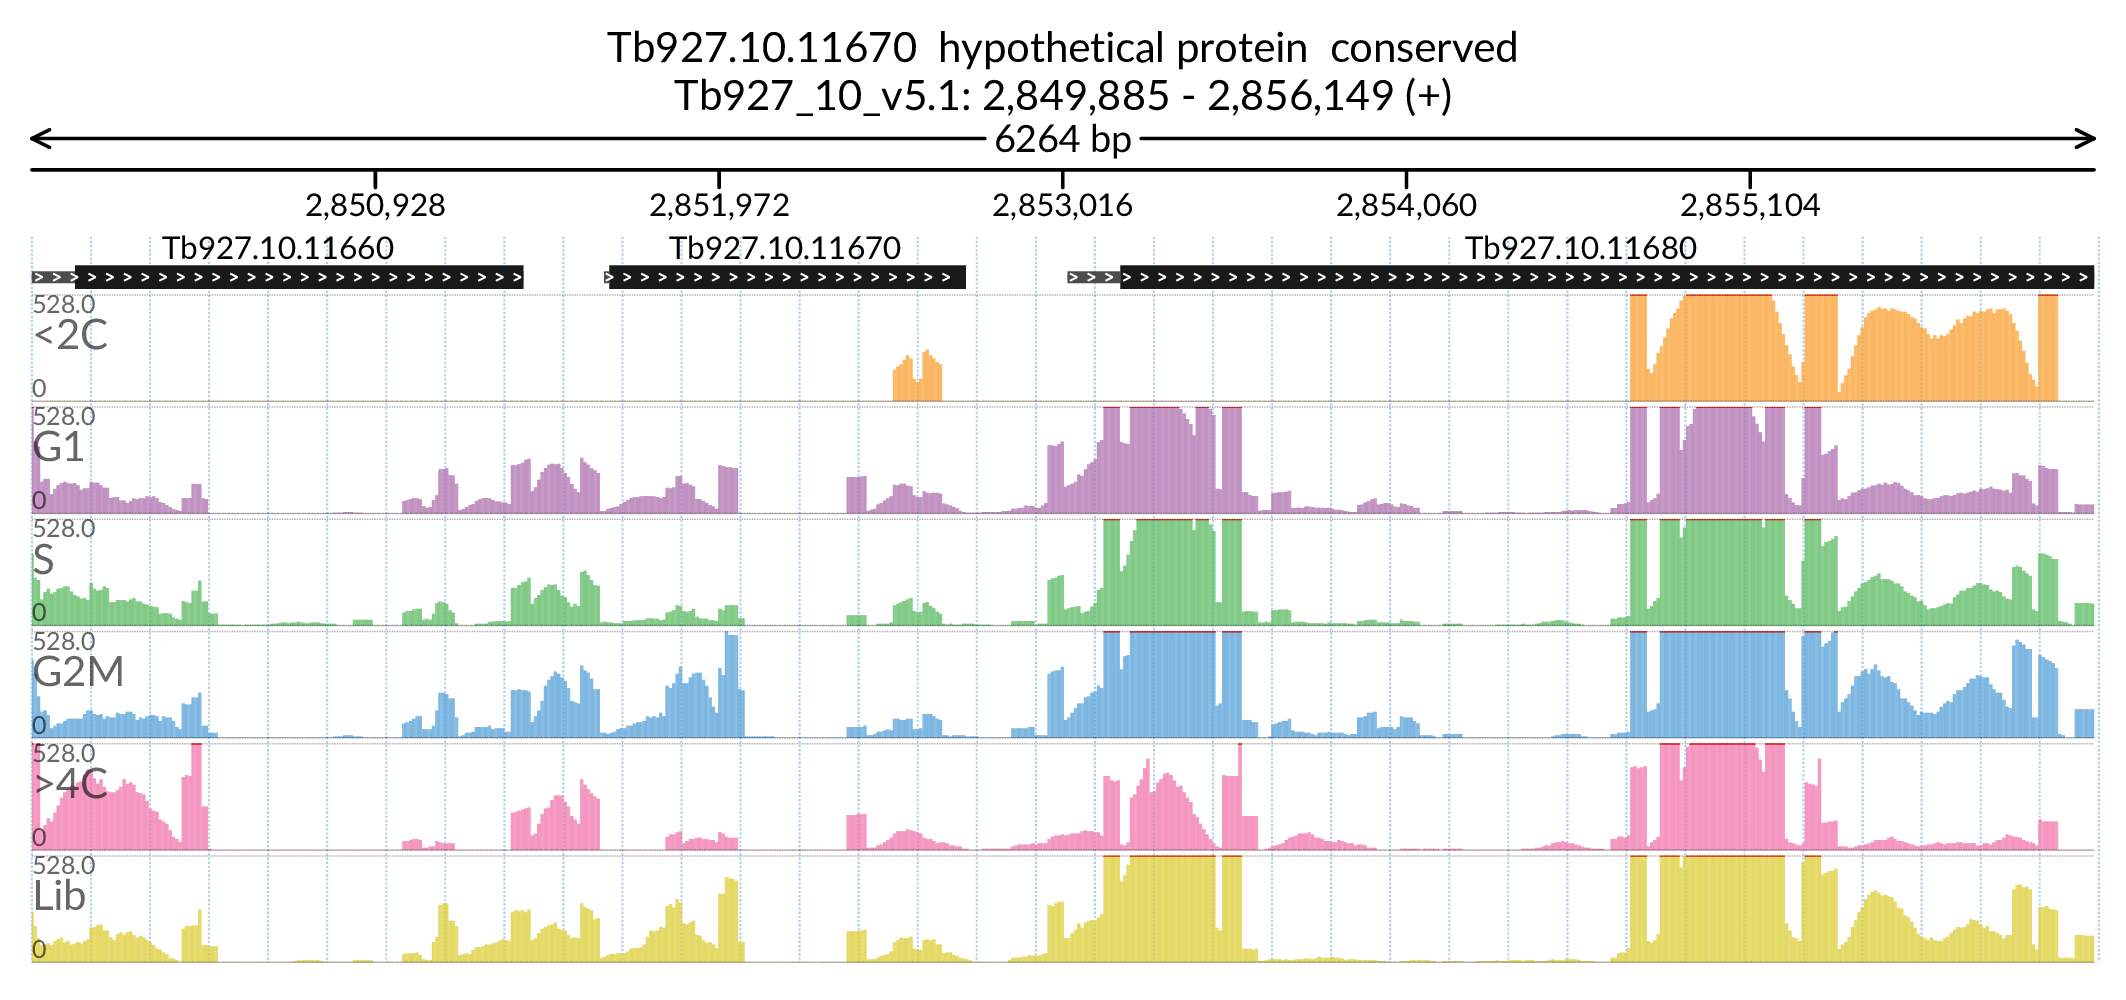 Tb927.10.11670 hypothetical protein conserved
Tb927_10_v5.1: 2,849,885 - 2,856,149 (+)
6264 bp
2,850,928 2,851,972 2,853,016 2,854,060 2,855,104
Tb927.10.11660 Tb927.10.11670 Tb927.10.11680
528.0
<2C
0
528.0
G1
0
528.0
S
0
528.0
G2M
0
528.0
>4C
0
528.0
Lib
0